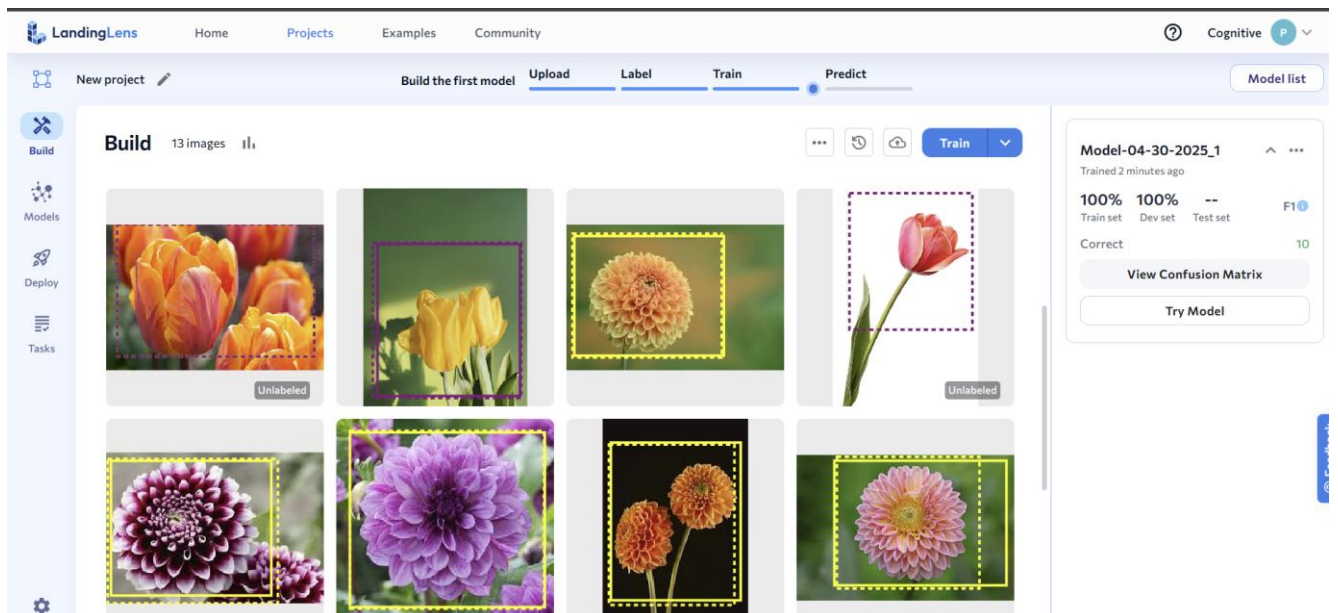 LandingLens Home Projects Examples Community Cognitive P
New project Build the first model Upload Label Train Predict Model list
Build
Models
Deploy
Tasks
Build 13 images Train
Unlabeled
Unlabeled
Model-04-30-2025_1
Trained 2 minutes ago
100% 100% --
Train set Dev set Test set F1
Correct 10
View Confusion Matrix
Try Model